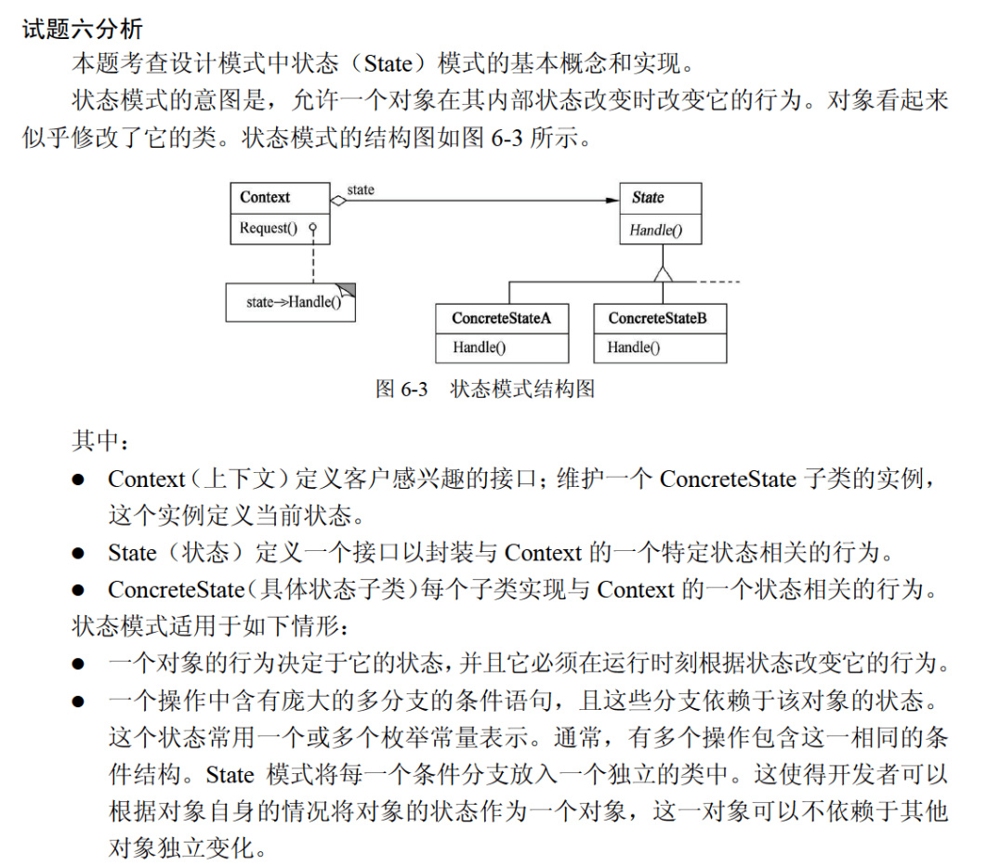 试题六分析
本题考查设计模式中状态（State）模式的基本概念和实现。
状态模式的意图是，允许一个对象在其内部状态改变时改变它的行为。对象看起来
似乎修改了它的类。状态模式的结构图如图 6-3 所示。
Context
state
State
Request()
Handle()
state->Handle()
ConcreteStateA
ConcreteStateB
Handle()
Handle()
图 6-3 状态模式结构图
其中：
● Context（上下文）定义客户感兴趣的接口；维护一个 ConcreteState 子类的实例，
这个实例定义当前状态。
● State（状态）定义一个接口以封装与 Context 的一个特定状态相关的行为。
● ConcreteState（具体状态子类）每个子类实现与 Context 的一个状态相关的行为。
状态模式适用于如下情形：
● 一个对象的行为决定于它的状态，并且它必须在运行时刻根据状态改变它的行为。
● 一个操作中含有庞大的多分支的条件语句，且这些分支依赖于该对象的状态。
这个状态常用一个或多个枚举常量表示。通常，有多个操作包含这一相同的条
件结构。State 模式将每一个条件分支放入一个独立的类中。这使得开发者可以
根据对象自身的情况将对象的状态作为一个对象，这一对象可以不依赖于其他
对象独立变化。